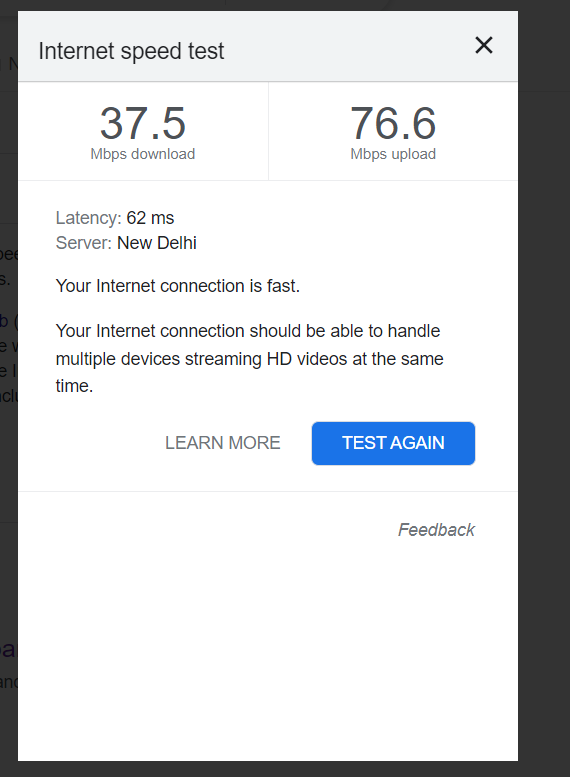 Internet speed test
37.5
Mbps download
76.6
Mbps upload
Latency: 62 ms
Server: New Delhi
Your Internet connection is fast.
Your Internet connection should be able to handle
multiple devices streaming HD videos at the same
time.
LEARN MORE
TEST AGAIN
Feedback